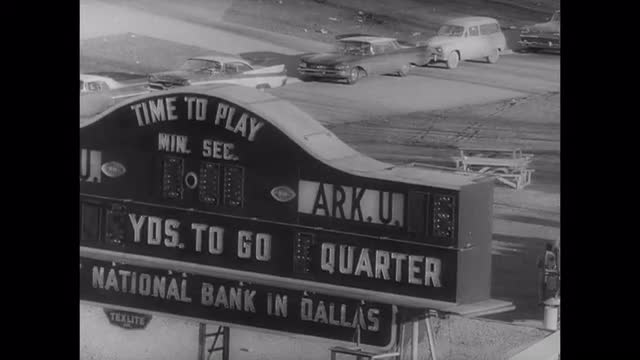 TIME TO PLAY
MIN. SEC.
U.
ARK. U.
YDS. TO GO
QUARTER
NATIONAL BANK IN DALLAS
TEXLITE